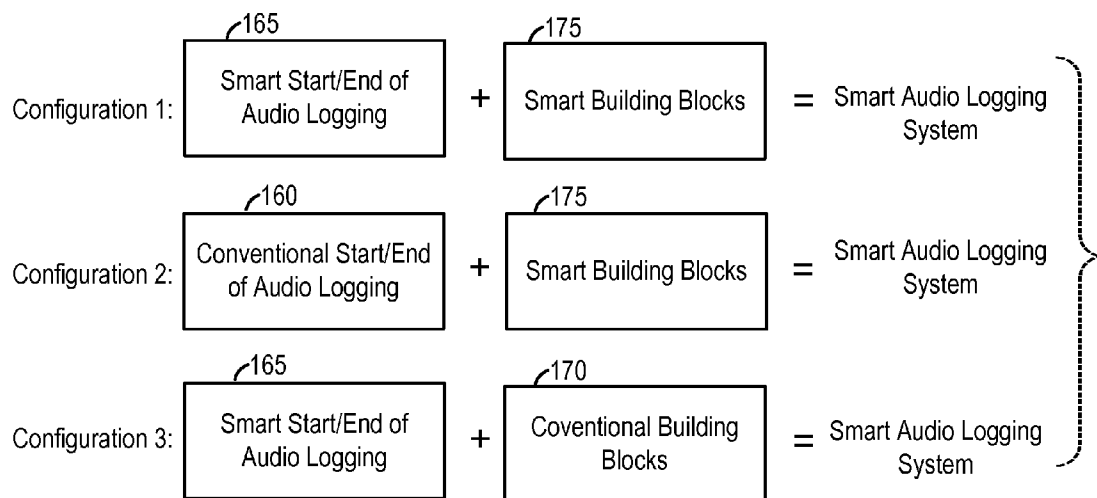 165
175
Configuration 1:
Smart Start/End of
Audio Logging
+
Smart Building Blocks
=
Smart Audio Logging
System
160
175
Configuration 2:
Conventional Start/End
of Audio Logging
+
Smart Building Blocks
=
Smart Audio Logging
System
165
170
Configuration 3:
Smart Start/End of
Audio Logging
+
Coventional Building
Blocks
=
Smart Audio Logging
System